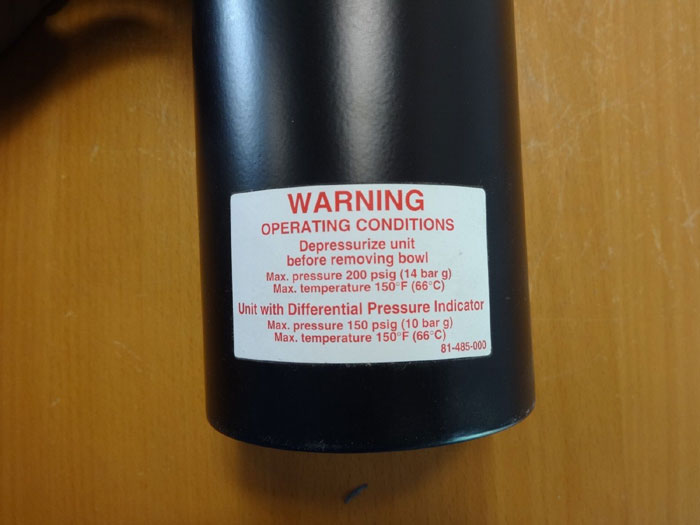 WARNING
OPERATING CONDITIONS
Depressurize unit
before removing bowl
Max. pressure 200 psig (14 bar g)
Max. temperature 150°F (66°C)
Unit with Differential Pressure Indicator
Max. pressure 150 psig (10 bar g)
Max. temperature 150°F (66°C)
81-485-000